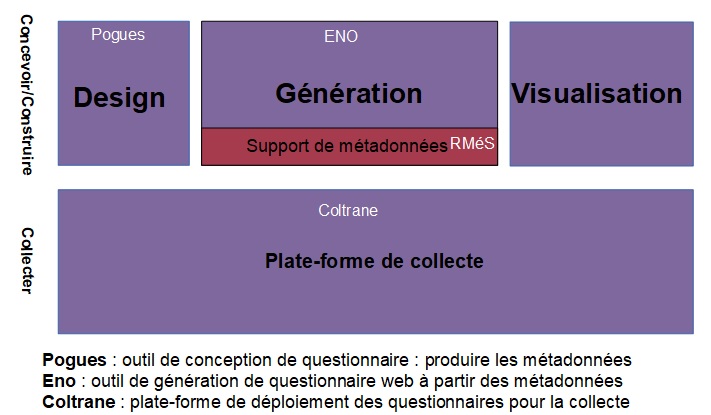 Concevoir/Construire
Pogues
Design
ENO
Génération
Support de métadonnées RMéS
Visualisation
Collecter
Coltrane
Plate-forme de collecte
Pogues : outil de conception de questionnaire : produire les métadonnées
Eno : outil de génération de questionnaire web à partir des métadonnées
Coltrane : plate-forme de déploiement des questionnaires pour la collecte